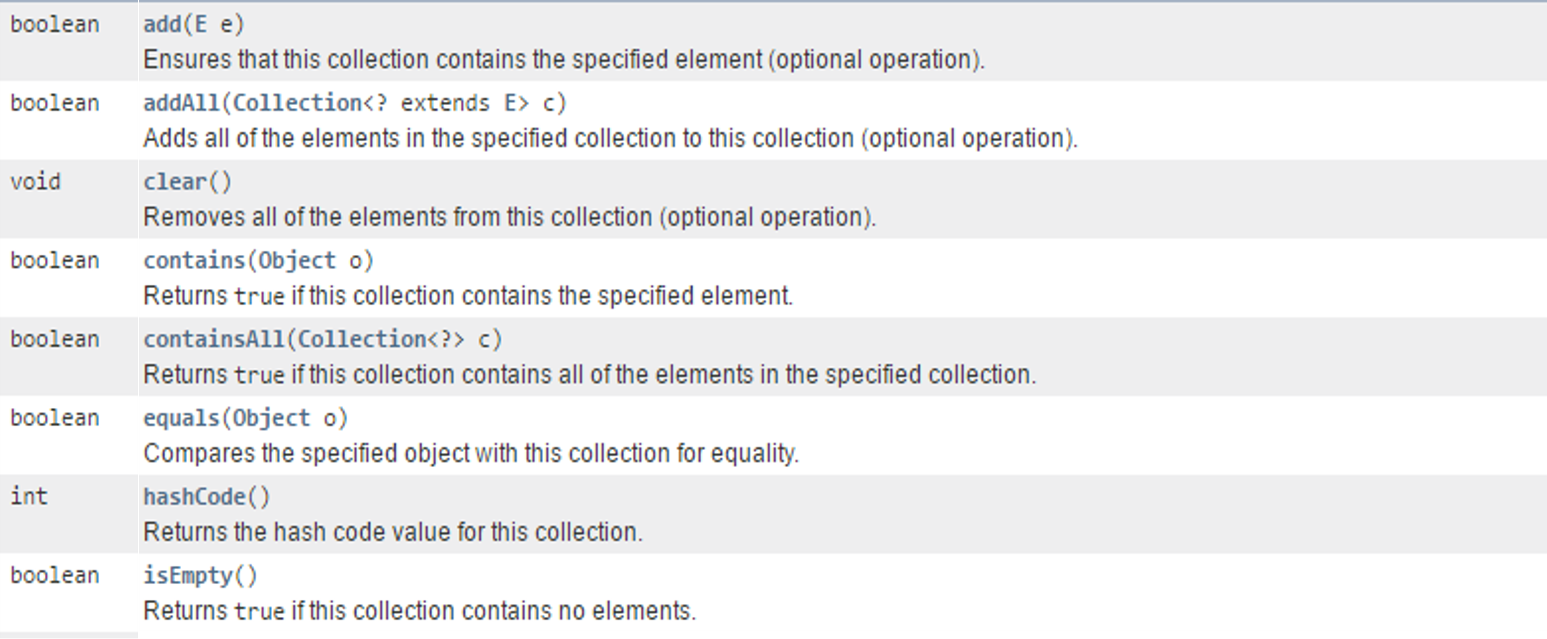 boolean add(E e)
Ensures that this collection contains the specified element (optional operation).
boolean addAll(Collection<? extends E> c)
Adds all of the elements in the specified collection to this collection (optional operation).
void clear()
Removes all of the elements from this collection (optional operation).
boolean contains(Object o)
Returns true if this collection contains the specified element.
boolean containsAll(Collection<?> c)
Returns true if this collection contains all of the elements in the specified collection.
boolean equals(Object o)
Compares the specified object with this collection for equality.
int hashCode()
Returns the hash code value for this collection.
boolean isEmpty()
Returns true if this collection contains no elements.